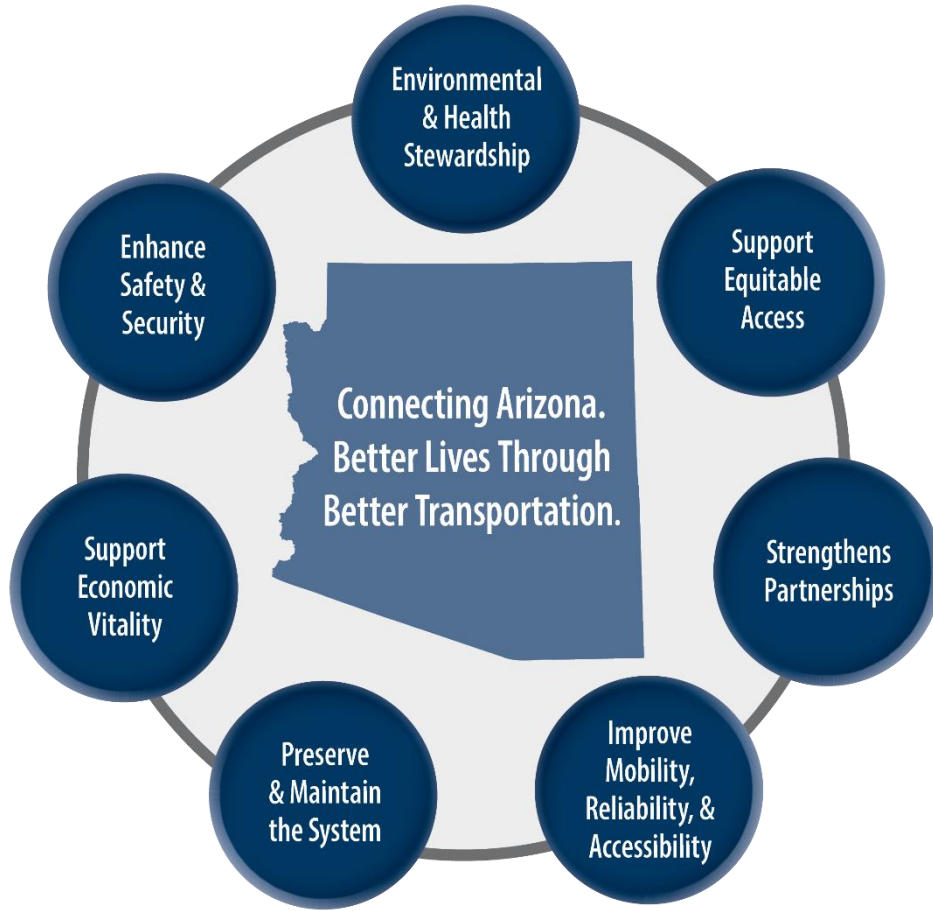 Environmental
& Health
Stewardship
Support
Equitable
Access
Strengthens
Partnerships
Improve
Mobility,
Reliability, &
Accessibility
Preserve
& Maintain
the System
Support
Economic
Vitality
Enhance
Safety &
Security
Connecting Arizona.
Better Lives Through
Better Transportation.